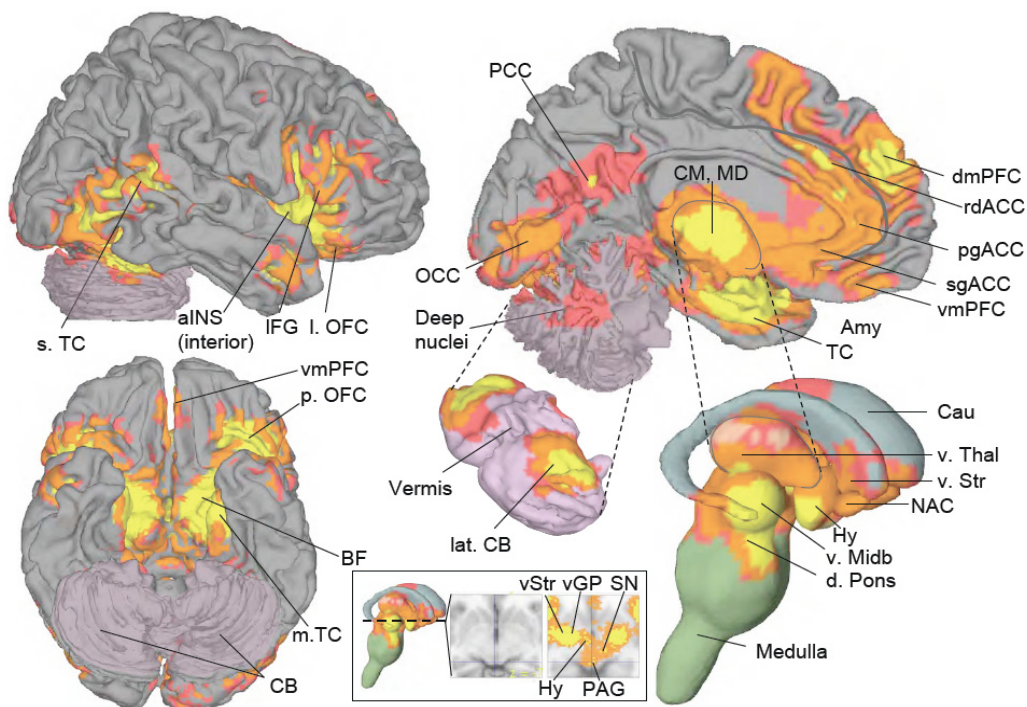 s. TC
aINS
(interior)
IFG
l. OFC
PCC
CM, MD
OCC
Deep
nuclei
dmPFC
rdACC
pgACC
sgACC
vmPFC
Amy
TC
vmPFC
p. OFC
BF
m.TC
CB
Vermis
lat. CB
Cau
v. Thal
v. Str
NAC
Hy
v. Midb
d. Pons
Medulla
vStr vGP SN
Hy PAG